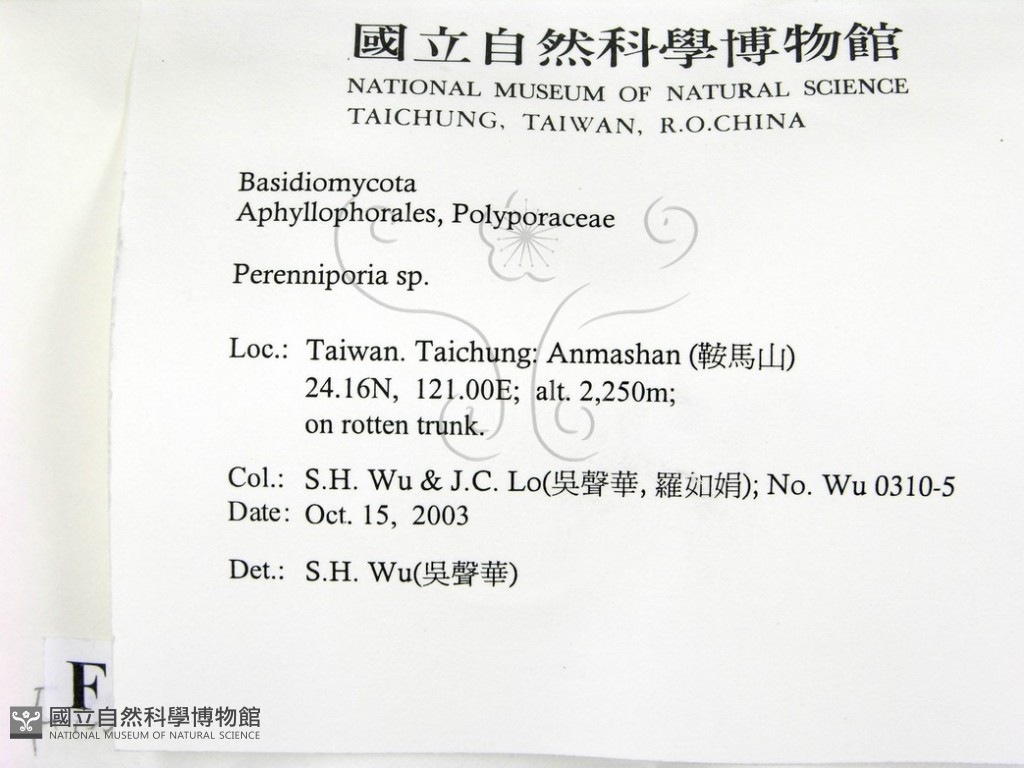 國立自然科學博物館
NATIONAL MUSEUM OF NATURAL SCIENCE
TAICHUNG, TAIWAN, R.O.CHINA
Basidiomycota
Aphyllophorales, Polyporaceae
Perenniporia sp.
Loc.: Taiwan. Taichung: Anmashan (鞍馬山)
24.16N, 121.00E; alt. 2,250m;
on rotten trunk.
Col.: S.H. Wu & J.C. Lo(吳聲華, 羅如娟); No. Wu 0310-5
Date: Oct. 15, 2003
Det.: S.H. Wu(吳聲華)
F
國立自然科學博物館
NATIONAL MUSEUM OF NATURAL SCIENCE